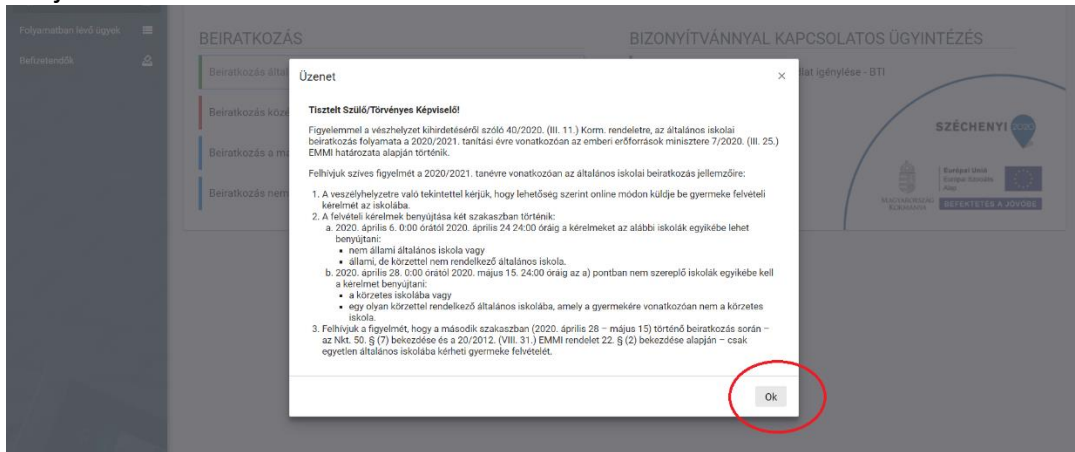 Folyamatban lévő ügyek
Befizetendők
BEIRATKOZÁS
BIZONYÍTVÁNNYAL KAPCSOLATOS ÜGYINTÉZÉS
Beiratkozás által
Beiratkozás közé
Beiratkozás a m
Beiratkozás nem
lat igénylése - BTI
Üzenet
×
Tisztelt Szülő/Törvényes Képviselő!
Figyelemmel a vészhelyzet kihirdetéséről szóló 40/2020. (III. 11.) Korm. rendeletre, az általános iskolai
beiratkozás folyamata a 2020/2021. tanítási évre vonatkozóan az emberi erőforrások minisztere 7/2020. (III. 25.)
EMMI határozata alapján történik.
Felhívjuk szíves figyelmét a 2020/2021. tanévre vonatkozóan az általános iskolai beiratkozás jellemzőire:
1. A veszélyhelyzetre való tekintettel kérjük, hogy lehetőség szerint online módon küldje be gyermeke felvételi
kérelmét az iskolába.
2. A felvételi kérelmek benyújtása két szakaszban történik:
a. 2020. április 6. 0:00 órától 2020. április 24 24:00 óráig a kérelmeket az alábbi iskolák egyikébe lehet
benyújtani:
• nem állami általános iskola vagy
• állami, de körzettel nem rendelkező általános iskola.
b. 2020. április 28. 0:00 órától 2020. május 15. 24:00 óráig az a) pontban nem szereplő iskolák egyikébe kell
a kérelmet benyújtani:
• a körzetes iskolába vagy
• egy olyan körzettel rendelkező általános iskolába, amely a gyermekére vonatkozóan nem a körzetes
iskola.
3. Felhívjuk a figyelmét, hogy a második szakaszban (2020. április 28 – május 15) történő beiratkozás során –
az Nkt. 50. § (7) bekezdése és a 20/2012. (VIII. 31.) EMMI rendelet 22. § (2) bekezdése alapján – csak
egyetlen általános iskolába kérheti gyermeke felvételét.
Ok
SZÉCHENYI 2020
Európai Unió
Európai Szociális
Alap
MAGYARORSZÁG
KORMÁNYA
BEFEKTETÉS A JÖVŐBE